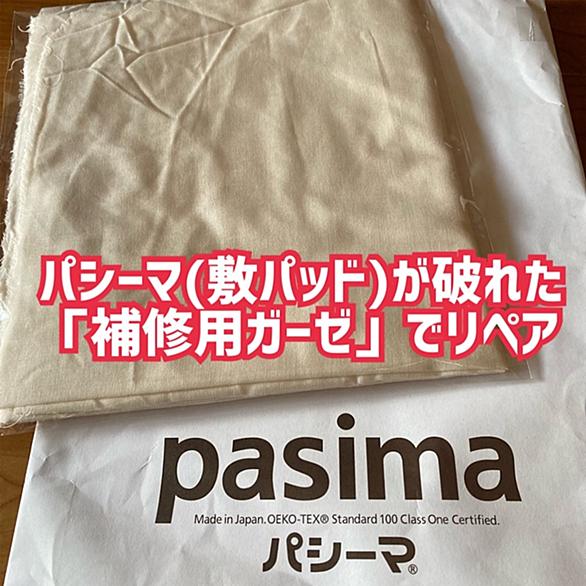 パシーマ(敷パッド)が破れた
「補修用ガーゼ」でリペア
pasima
Made in Japan. OEKO-TEX® Standard 100 Class One Certified.
パシーマ®